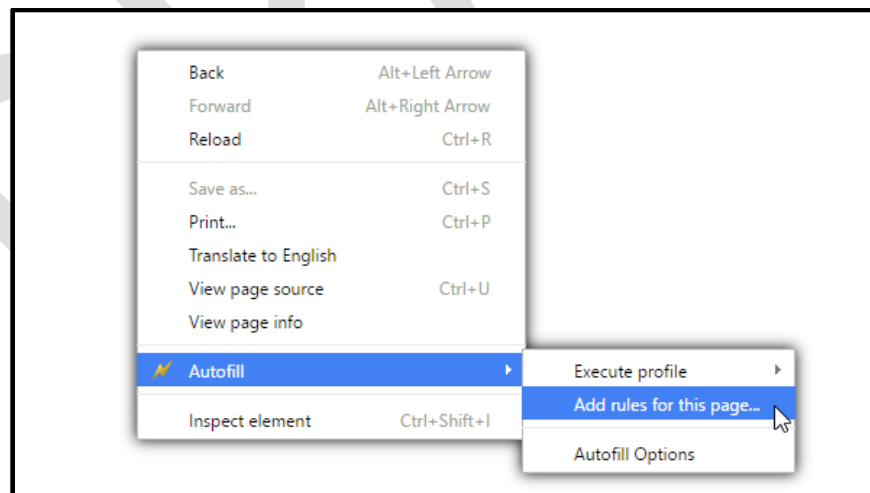 Back Alt+Left Arrow
Forward Alt+Right Arrow
Reload Ctrl+R
Save as... Ctrl+S
Print... Ctrl+P
Translate to English
View page source Ctrl+U
View page info
Autofill
Inspect element Ctrl+Shift+I
Execute profile
Add rules for this page...
Autofill Options